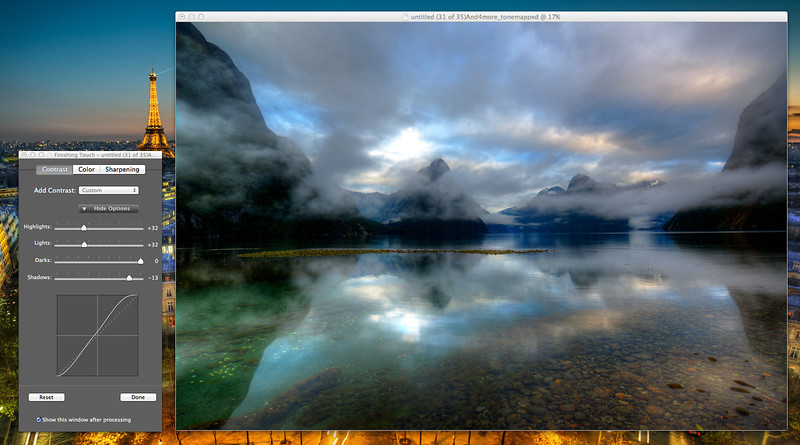 untitled (31 of 35)And4more_tonemapped @ 17%
Finishing Touch - untitled (31 of 35)A...
Contrast Color Sharpening
Add Contrast: Custom
Hide Options
Highlights: +32
Lights: +32
Darks: 0
Shadows: -13
Reset Done
Show this window after processing